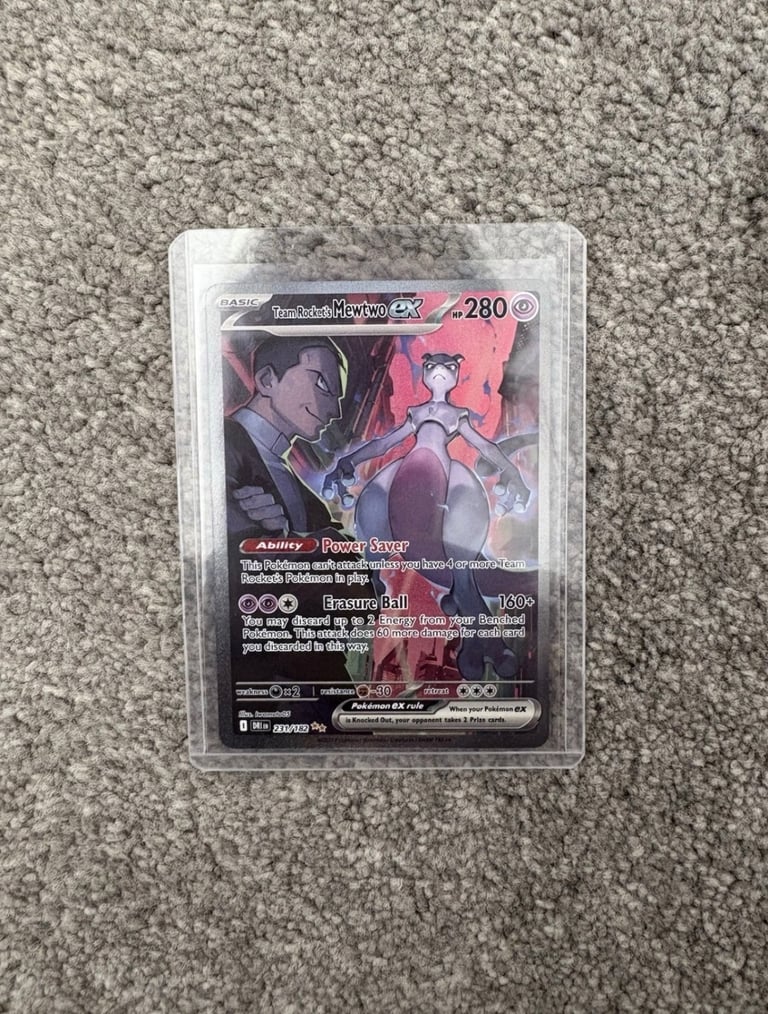 BASIC
Team Rocket's Mewtwo ex HP 280
Ability Power Saver
This Pokémon can't attack unless you have 4 or more Team
Rocket's Pokémon in play.
Erasure Ball 160+
You may discard up to 2 Energy from your Benched
Pokémon. This attack does 60 more damage for each card
you discarded in this way.
weakness ×2 resistance -30 retreat
Pokémon ex rule When your Pokémon ex
is Knocked Out, your opponent takes 2 Prize cards.
Illus.
DRI EN 231/182